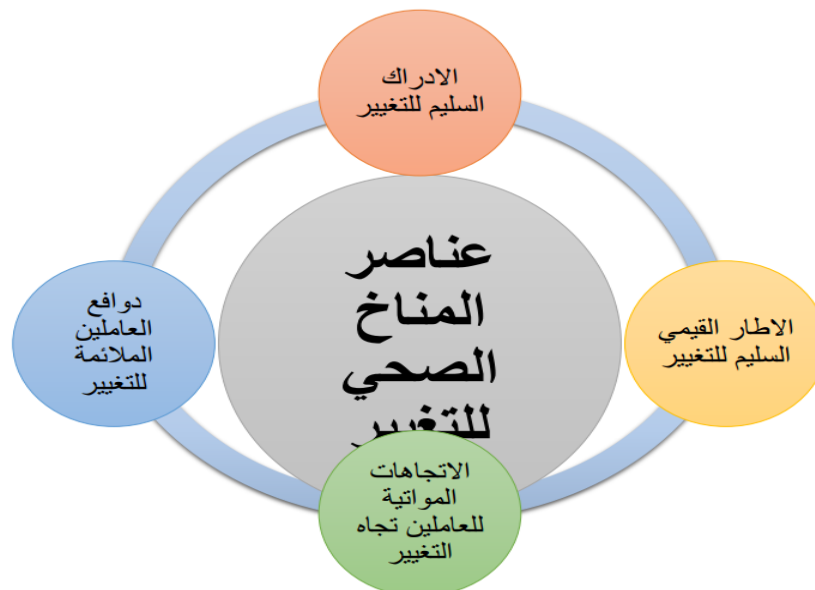 الادراك
السليم للتغيير
عناصر
المناخ
الصحي
للتغيير
الاطار القيمي
السليم للتغيير
دوافع
العاملين
الملائمة
للتغيير
الاتجاهات
المواتية
للعاملين تجاه
التغيير